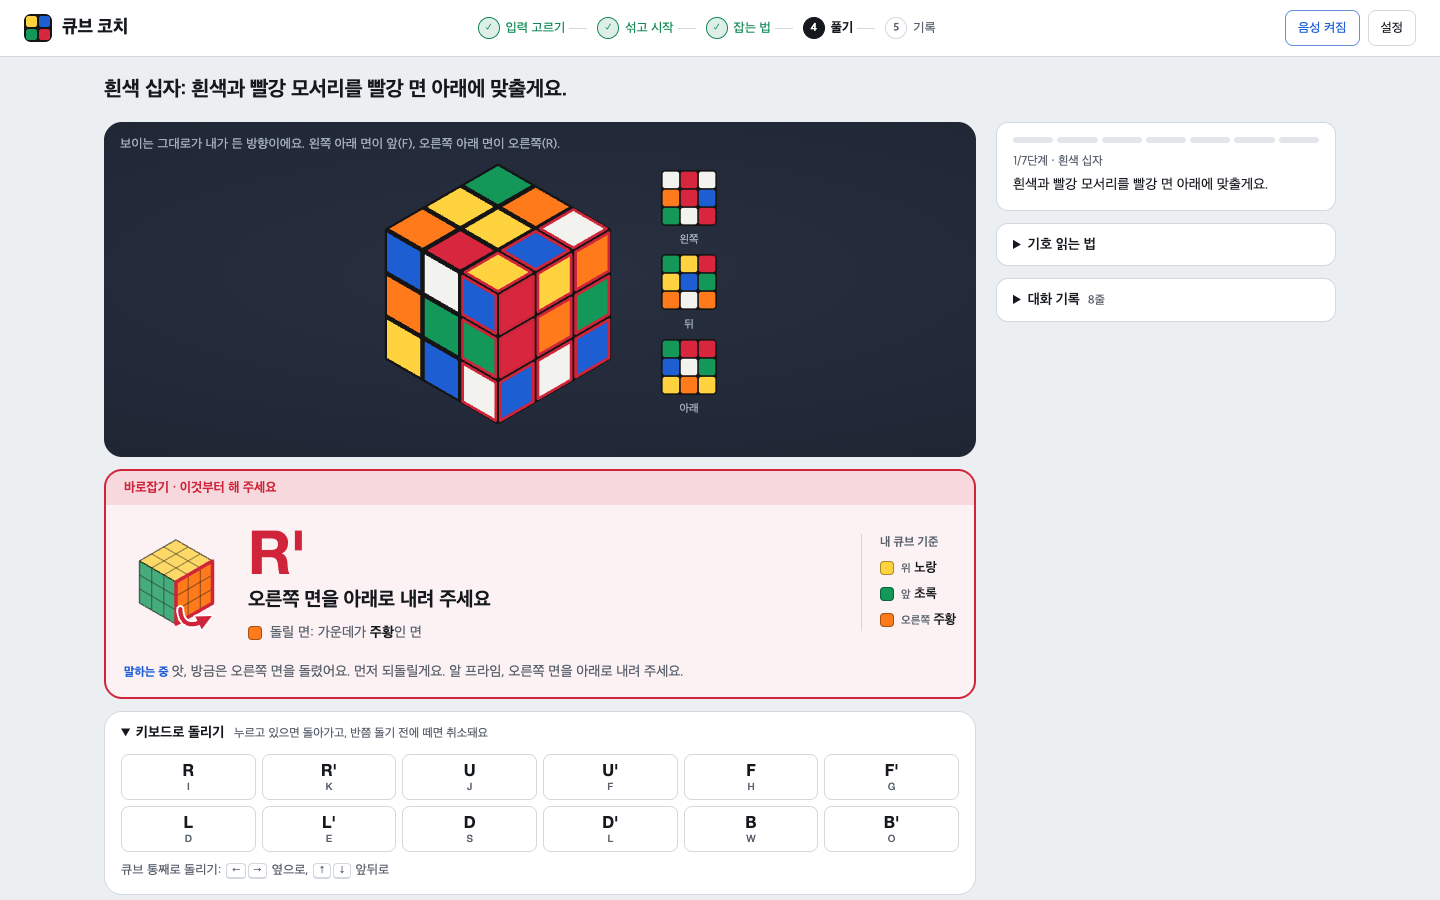 큐브 코치
✓ 입력 고르기
✓ 섞고 시작
✓ 잡는 법
4 풀기
5 기록
음성 켜짐
설정
흰색 십자: 흰색과 빨강 모서리를 빨강 면 아래에 맞출게요.
보이는 그대로가 내가 든 방향이에요. 왼쪽 아래 면이 앞(F), 오른쪽 아래 면이 오른쪽(R).
왼쪽
뒤
아래
1/7단계 · 흰색 십자
흰색과 빨강 모서리를 빨강 면 아래에 맞출게요.
▶ 기호 읽는 법
▶ 대화 기록 8줄
바로잡기 · 이것부터 해 주세요
R'
오른쪽 면을 아래로 내려 주세요
돌릴 면: 가운데가 주황인 면
내 큐브 기준
위 노랑
앞 초록
오른쪽 주황
말하는 중 앗, 방금은 오른쪽 면을 돌렸어요. 먼저 되돌릴게요. 알 프라임, 오른쪽 면을 아래로 내려 주세요.
▼ 키보드로 돌리기 누르고 있으면 돌아가고, 반쯤 돌기 전에 떼면 취소돼요
R R' U U' F F'
I K J F H G
L L' D D' B B'
D E S L W O
큐브 통째로 돌리기: ← → 옆으로, ↑ ↓ 앞뒤로